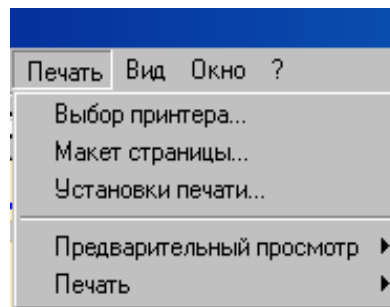 Печать Вид Окно ?
Выбор принтера...
Макет страницы...
Установки печати...
Предварительный просмотр
Печать